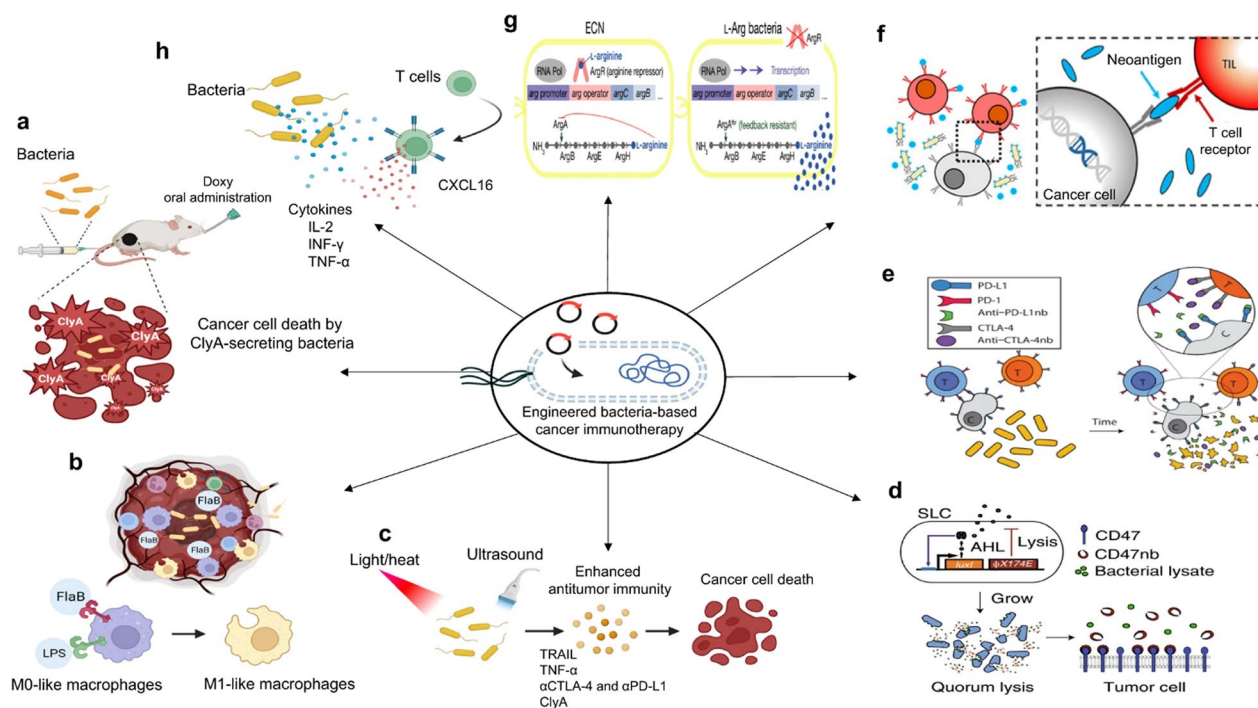 h
Bacteria
T cells
CXCL16
Cytokines
IL-2
INF-γ
TNF-α
g
ECN
RNA Pol
L-arginine
ArgR (arginine repressor)
arg promoter
arg operator
argC
argB
...
ArgA
NH2
ArgB
ArgE
ArgH
L-arginine
L-Arg bacteria
ArgR
RNA Pol
Transcription
arg promoter
arg operator
argC
argB
...
ArgAfbr (feedback resistant)
NH2
ArgB
ArgE
ArgH
L-arginine
f
Neoantigen
TIL
T cell
receptor
Cancer cell
a
Bacteria
Doxy
oral administration
ClyA
ClyA
ClyA
ClyA
ClyA
Cancer cell death by
ClyA-secreting bacteria
Engineered bacteria-based
cancer immunotherapy
e
PD-L1
PD-1
Anti-PD-L1nb
CTLA-4
Anti-CTLA-4nb
T
T
C
Time
T
T
C
T
T
C
b
FlaB
FlaB
FlaB
FlaB
LPS
M0-like macrophages
M1-like macrophages
c
Light/heat
Ultrasound
Enhanced
antitumor immunity
Cancer cell death
TRAIL
TNF-α
αCTLA-4 and αPD-L1
ClyA
d
SLC
AHL
Lysis
luxI
ϕX174E
CD47
CD47nb
Bacterial lysate
Grow
Quorum lysis
Tumor cell